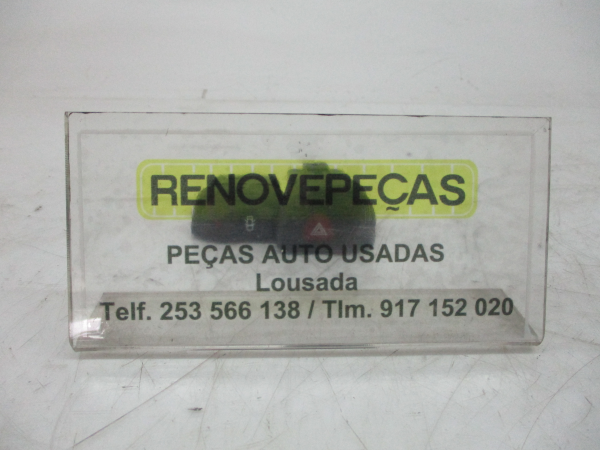 RENOVEPEÇAS
PEÇAS AUTO USADAS
Lousada
Telf. 253 566 138 / Tlm. 917 152 020